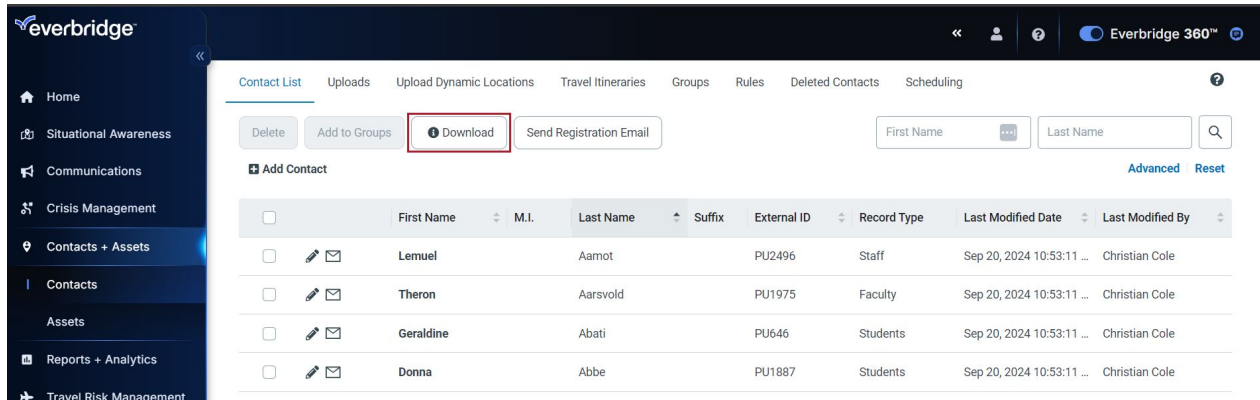 everbridge
Everbridge 360™
Home
Situational Awareness
Communications
Crisis Management
Contacts + Assets
Contacts
Assets
Reports + Analytics
Travel Risk Management
Contact List Uploads Upload Dynamic Locations Travel Itineraries Groups Rules Deleted Contacts Scheduling
Delete Add to Groups Download Send Registration Email First Name Last Name
Add Contact Advanced Reset
First Name M.I. Last Name Suffix External ID Record Type Last Modified Date Last Modified By
Lemuel Aamot PU2496 Staff Sep 20, 2024 10:53:11 ... Christian Cole
Theron Aarsvold PU1975 Faculty Sep 20, 2024 10:53:11 ... Christian Cole
Geraldine Abati PU646 Students Sep 20, 2024 10:53:11 ... Christian Cole
Donna Abbe PU1887 Students Sep 20, 2024 10:53:11 ... Christian Cole